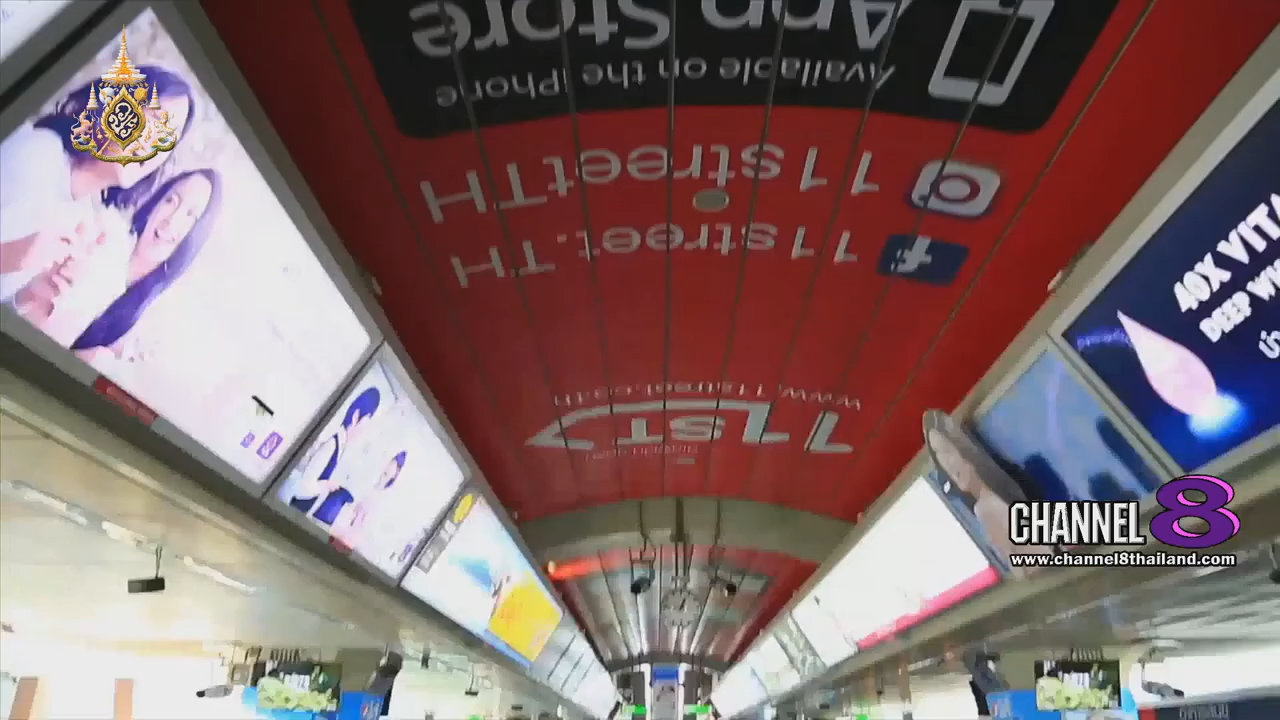 App Store
Available on the iPhone
11streetTH
11street.TH
www.11street.co.th
11ST
40X VITA
DEEP
CHANNEL 8
www.channel8thailand.com